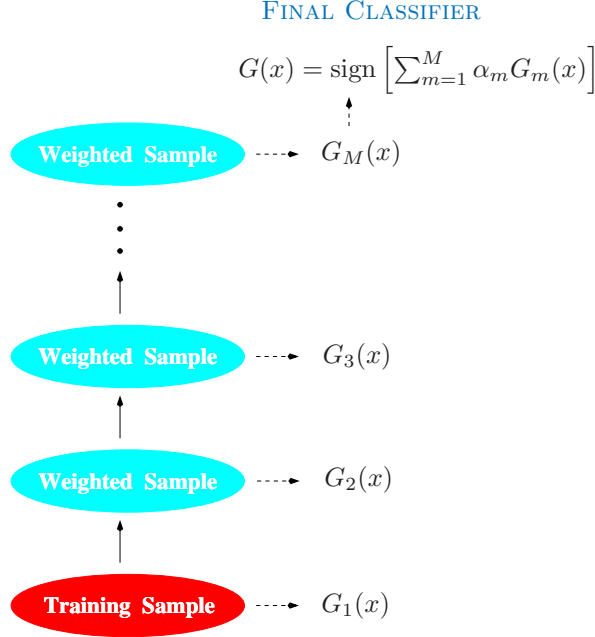 FINAL CLASSIFIER
G(x) = sign [∑_{m=1}^{M} α_m G_m(x)]
Weighted Sample G_M(x)
Weighted Sample G_3(x)
Weighted Sample G_2(x)
Training Sample G_1(x)